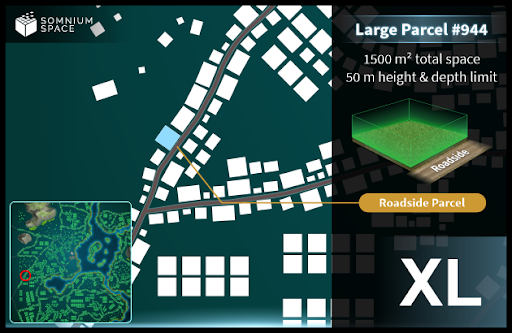 SOMNIUM
SPACE
Large Parcel #944
1500 m² total space
50 m height & depth limit
Roadside
Roadside Parcel
XL